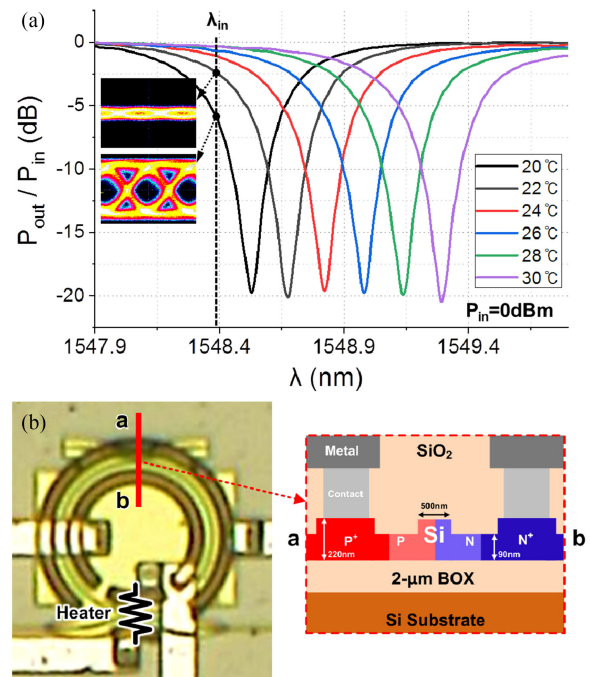 (a)
λin
0
-5
-10
-15
-20
Pout / Pin (dB)
20℃
22℃
24℃
26℃
28℃
30℃
Pin=0dBm
1547.9
1548.4
1548.9
1549.4
λ (nm)
(b)
a
b
Heater
Metal
SiO2
Contact
500nm
a
P+
P
Si
N
N+
b
220nm
90nm
2-μm BOX
Si Substrate